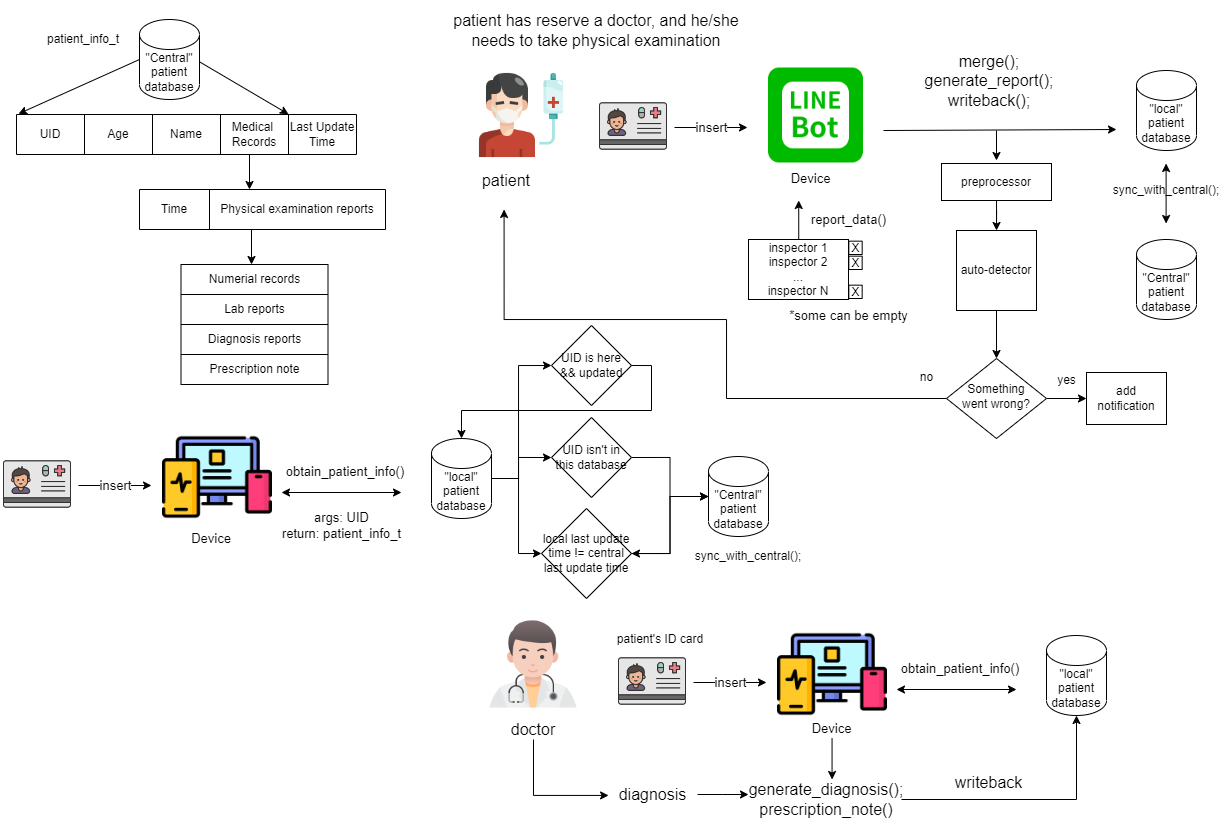 patient_info_t
"Central"
patient
database
UID
Age
Name
Medical
Records
Last Update
Time
Time
Physical examination reports
Numerial records
Lab reports
Diagnosis reports
Prescription note
patient has reserve a doctor, and he/she
needs to take physical examination
patient
insert
LINE
Bot
Device
report_data()
inspector 1
X
inspector 2
X
...
inspector N
X
*some can be empty
merge();
generate_report();
writeback();
"local"
patient
database
sync_with_central();
"Central"
patient
database
preprocessor
auto-detector
Something
went wrong?
no
yes
add
notification
insert
Device
obtain_patient_info()
args: UID
return: patient_info_t
"local"
patient
database
UID is here
&& updated
UID isn't in
this database
local last update
time != central
last update time
"Central"
patient
database
sync_with_central();
doctor
patient's ID card
insert
Device
obtain_patient_info()
"local"
patient
database
diagnosis
generate_diagnosis();
prescription_note()
writeback